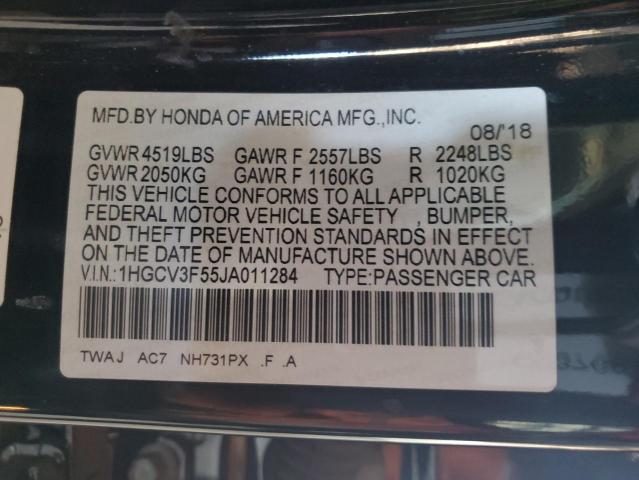 MFD.BY HONDA OF AMERICA MFG.,INC.
08/'18
GVWR 4519LBS GAWR F 2557LBS R 2248LBS
GVWR 2050KG GAWR F 1160KG R 1020KG
THIS VEHICLE CONFORMS TO ALL APPLICABLE
FEDERAL MOTOR VEHICLE SAFETY , BUMPER,
AND THEFT PREVENTION STANDARDS IN EFFECT
ON THE DATE OF MANUFACTURE SHOWN ABOVE.
V.I.N.:1HGCV3F55JA011284 TYPE:PASSENGER CAR
TWAJ AC7 NH731PX .F .A